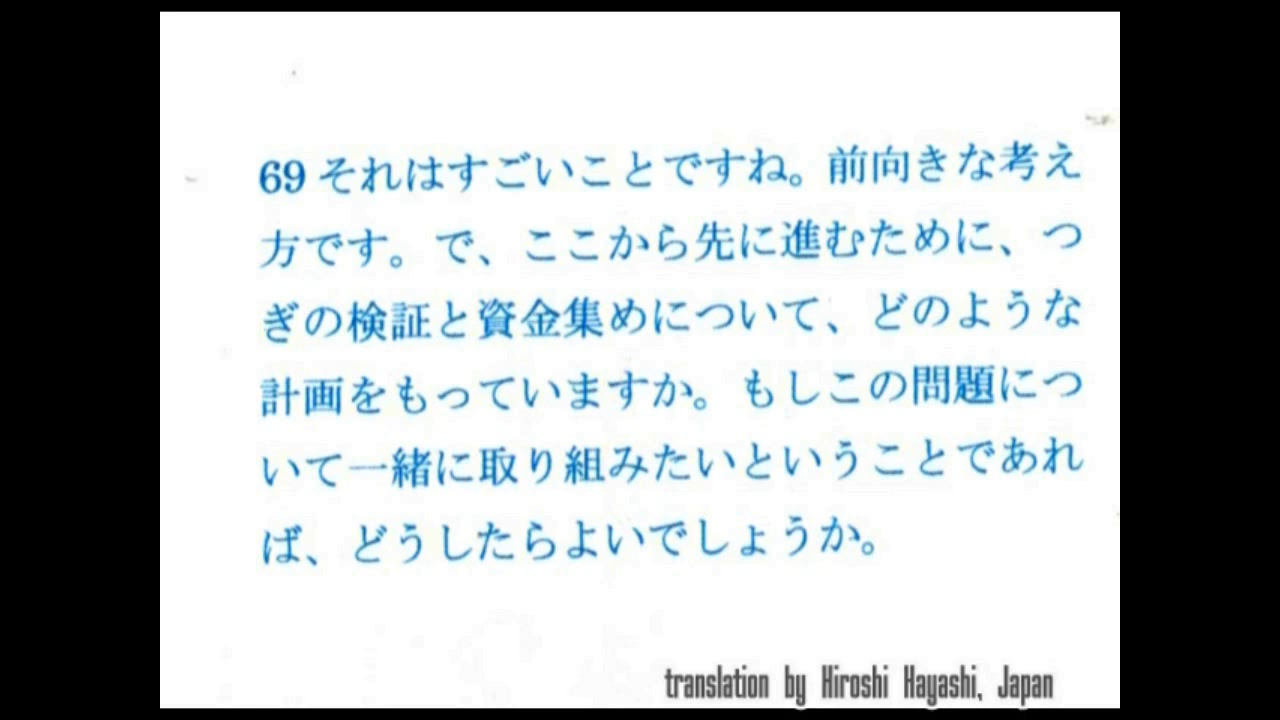 69 それはすごいことですね。前向きな考え
方です。で、ここから先に進むために、つ
ぎの検証と資金集めについて、どのような
計画をもっていますか。もしこの問題につ
いて一緒に取り組みたいということであれ
ば、どうしたらよいでしょうか。
translation by Hiroshi Hayashi, Japan